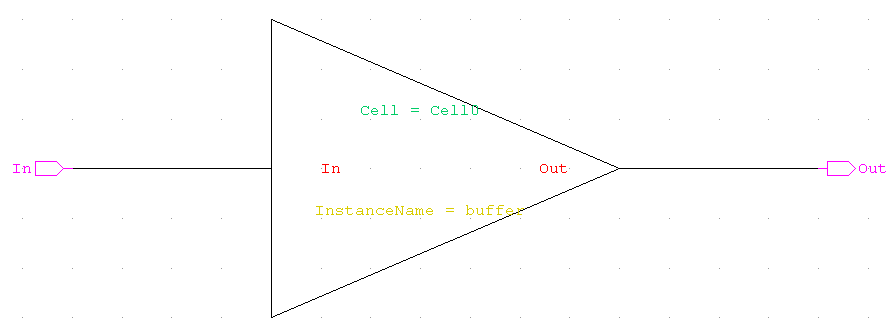 Cell = Cell0
In In Out Out
InstanceName = buffer